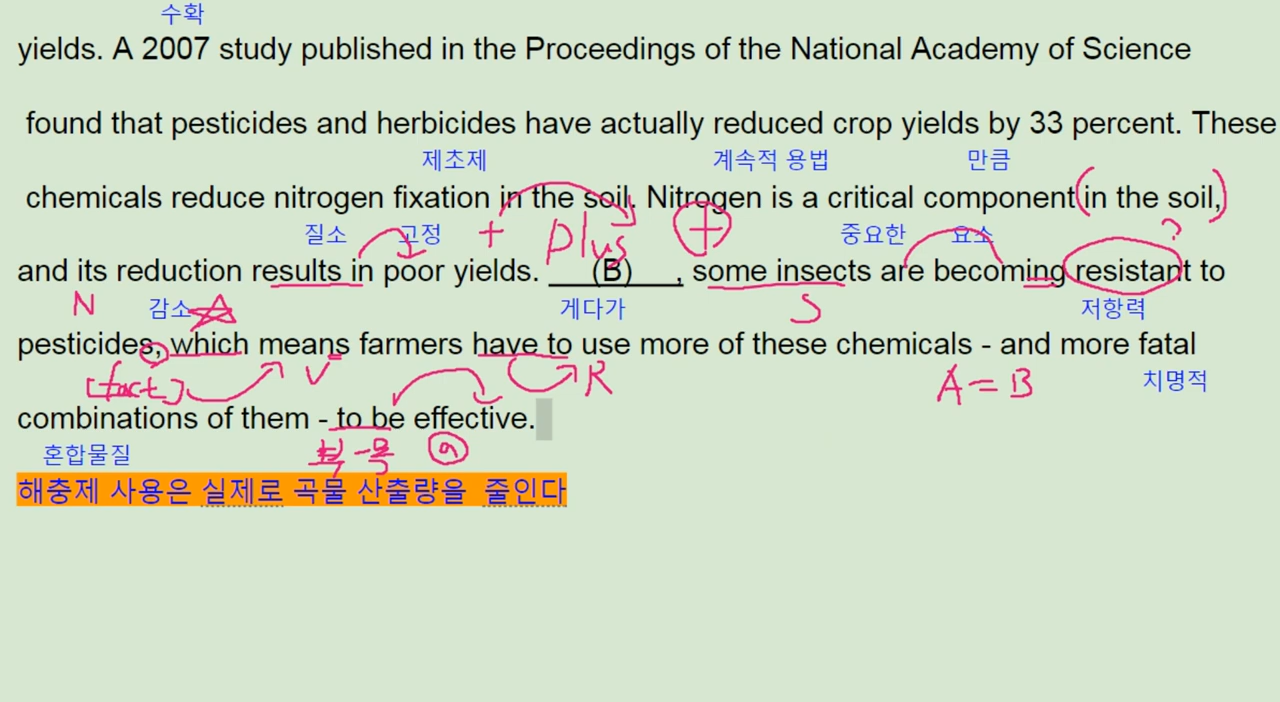 수확
yields. A 2007 study published in the Proceedings of the National Academy of Science
found that pesticides and herbicides have actually reduced crop yields by 33 percent. These
제초제 계속적 용법 만큼
chemicals reduce nitrogen fixation in the soil. Nitrogen is a critical component (in the soil,)
질소 고정 + plus + 중요한 요소 ?
and its reduction results in poor yields. (B) , some insects are becoming resistant to
N 감소 게다가 S 저항력
pesticides, which means farmers have to use more of these chemicals - and more fatal
[fact] V R A = B 치명적
combinations of them - to be effective.
혼합물질
해충제 사용은 실제로 곡물 산출량을 줄인다